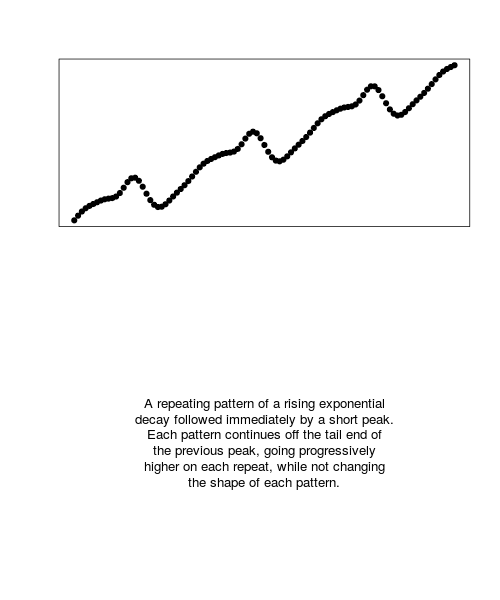 A repeating pattern of a rising exponential
decay followed immediately by a short peak.
Each pattern continues off the tail end of
the previous peak, going progressively
higher on each repeat, while not changing
the shape of each pattern.